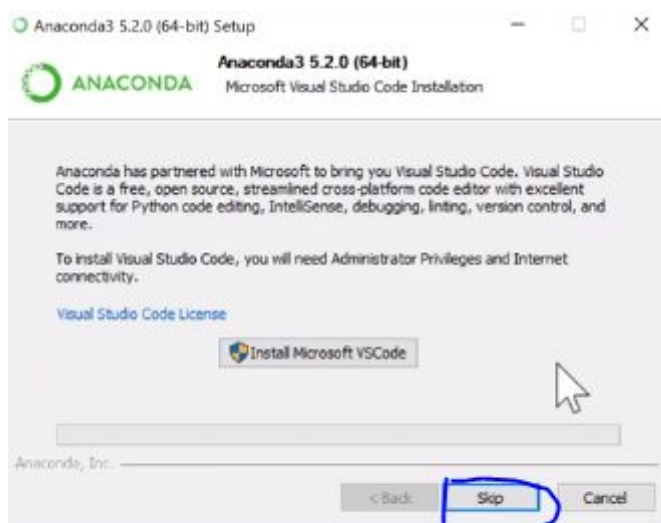 Anaconda3 5.2.0 (64-bit) Setup
ANACONDA
Anaconda3 5.2.0 (64-bit)
Microsoft Visual Studio Code Installation
Anaconda has partnered with Microsoft to bring you Visual Studio Code. Visual Studio
Code is a free, open source, streamlined cross-platform code editor with excellent
support for Python code editing, IntelliSense, debugging, linting, version control, and
more.
To install Visual Studio Code, you will need Administrator Privileges and Internet
connectivity.
Visual Studio Code License
Install Microsoft VSCode
Anaconda, Inc.
< Back
Skip
Cancel